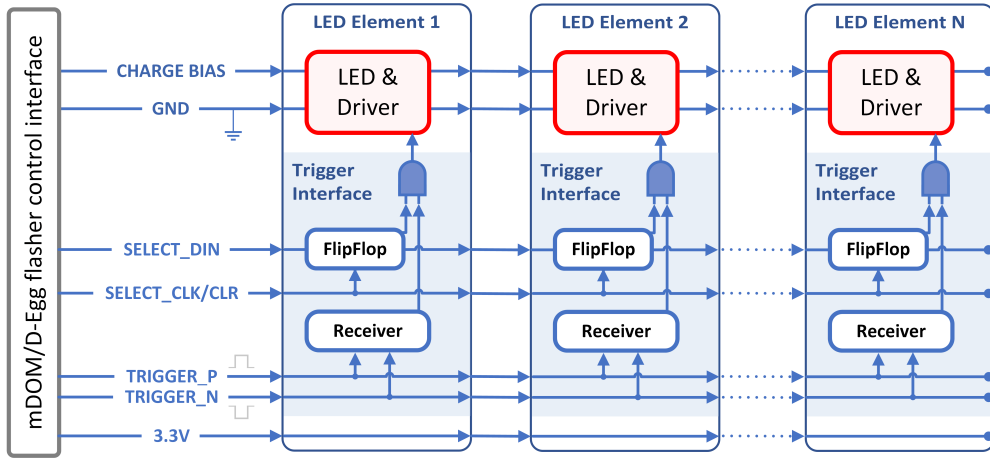 mDOM/D-Egg flasher control interface
CHARGE BIAS
GND
SELECT_DIN
SELECT_CLK/CLR
TRIGGER_P
TRIGGER_N
3.3V
LED Element 1
LED &
Driver
Trigger
Interface
FlipFlop
Receiver
LED Element 2
LED &
Driver
Trigger
Interface
FlipFlop
Receiver
LED Element N
LED &
Driver
Trigger
Interface
FlipFlop
Receiver